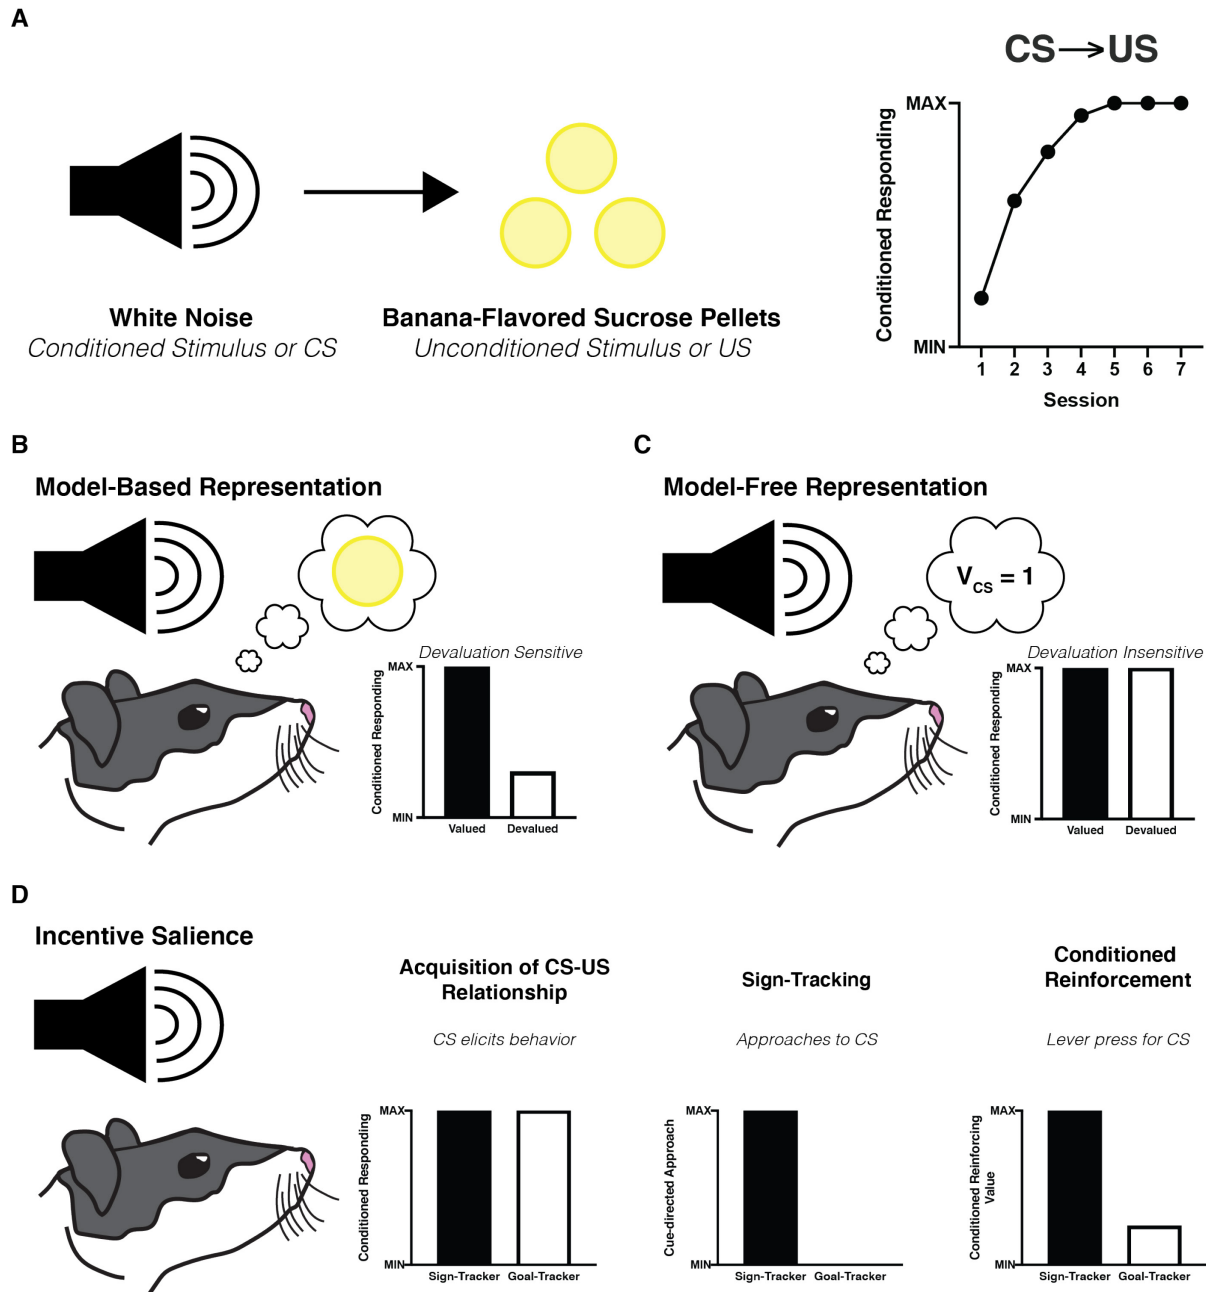 A
CS→US
MAX
Conditioned Responding
MIN
1 2 3 4 5 6 7
Session
White Noise
Conditioned Stimulus or CS
Banana-Flavored Sucrose Pellets
Unconditioned Stimulus or US
B
Model-Based Representation
Devaluation Sensitive
MAX
Conditioned Responding
MIN
Valued Devalued
C
Model-Free Representation
V_CS = 1
Devaluation Insensitive
MAX
Conditioned Responding
MIN
Valued Devalued
D
Incentive Salience
Acquisition of CS-US
Relationship
CS elicits behavior
MAX
Conditioned Responding
MIN
Sign-Tracker Goal-Tracker
Sign-Tracking
Approaches to CS
MAX
Cue-directed Approach
MIN
Sign-Tracker Goal-Tracker
Conditioned
Reinforcement
Lever press for CS
MAX
Conditioned Reinforcing
Value
MIN
Sign-Tracker Goal-Tracker